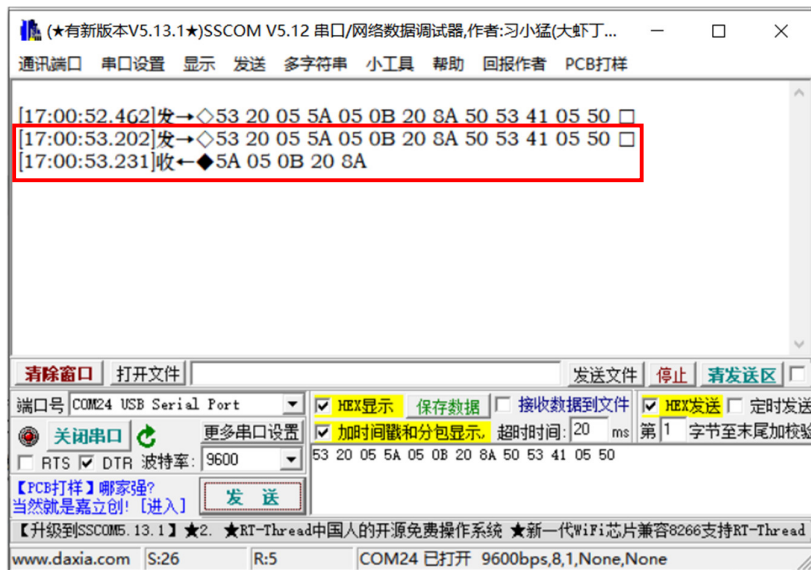 (★有新版本V5.13.1★)SSCOM V5.12 串口/网络数据调试器,作者:习小猛(大虾丁...
通讯端口 串口设置 显示 发送 多字符串 小工具 帮助 回报作者 PCB打样
[17:00:52.462]发→◇53 20 05 5A 05 0B 20 8A 50 53 41 05 50 □
[17:00:53.202]发→◇53 20 05 5A 05 0B 20 8A 50 53 41 05 50 □
[17:00:53.231]收←◆5A 05 0B 20 8A
清除窗口 打开文件 发送文件 停止 清发送区
端口号 COM24 USB Serial Port HEX显示 保存数据 接收数据到文件 HEX发送 定时发送
关闭串口 更多串口设置 加时间戳和分包显示, 超时时间: 20 ms 第 1 字节至末尾加校验
RTS DTR 波特率: 9600 53 20 05 5A 05 0B 20 8A 50 53 41 05 50
【PCB打样】哪家强?
当然就是嘉立创! [进入] 发 送
【升级到SSCOM5.13.1】★2. ★RT-Thread中国人的开源免费操作系统 ★新一代WiFi芯片兼容8266支持RT-Thread
www.daxia.com S:26 R:5 COM24 已打开 9600bps,8,1,None,None